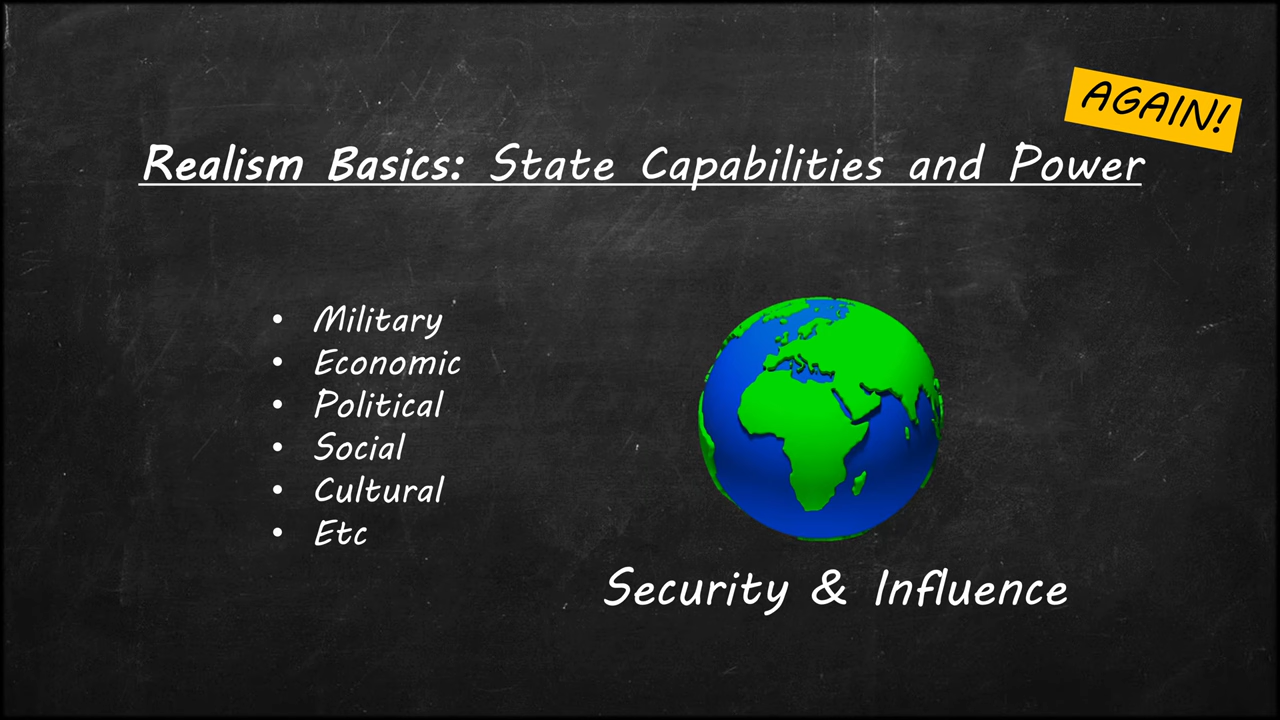 AGAIN!
Realism Basics: State Capabilities and Power
• Military
• Economic
• Political
• Social
• Cultural
• Etc
Security & Influence